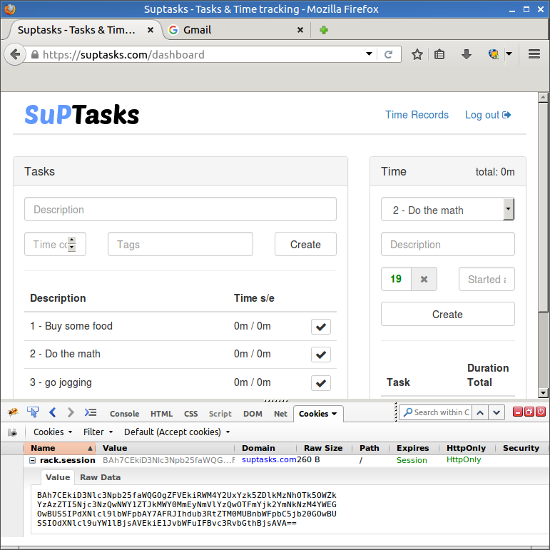 Suptasks - Tasks & Time tracking - Mozilla Firefox
Suptasks - Tasks & Tim… × Gmail ×
https://suptasks.com/dashboard
SuPTasks Time Records Log out
Tasks
Description
Time co Tags Create
Description Time s/e
1 - Buy some food 0m / 0m
2 - Do the math 0m / 0m
3 - go jogging 0m / 0m
Time total: 0m
2 - Do the math
Description
19 × Started a
Create
Task Duration
Total
Console HTML CSS Script DOM Net Cookies Search within C
Cookies Filter Default (Accept cookies)
Name Value Domain Raw Size Path Expires HttpOnly Security
rack.session BAh7CEkiD3Nlc3Npb25faWQGO… suptasks.com 260 B / Session HttpOnly
Value Raw Data